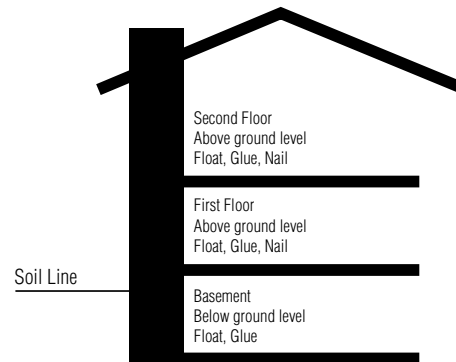 Second Floor
Above ground level
Float, Glue, Nail
First Floor
Above ground level
Float, Glue, Nail
Soil Line
Basement
Below ground level
Float, Glue